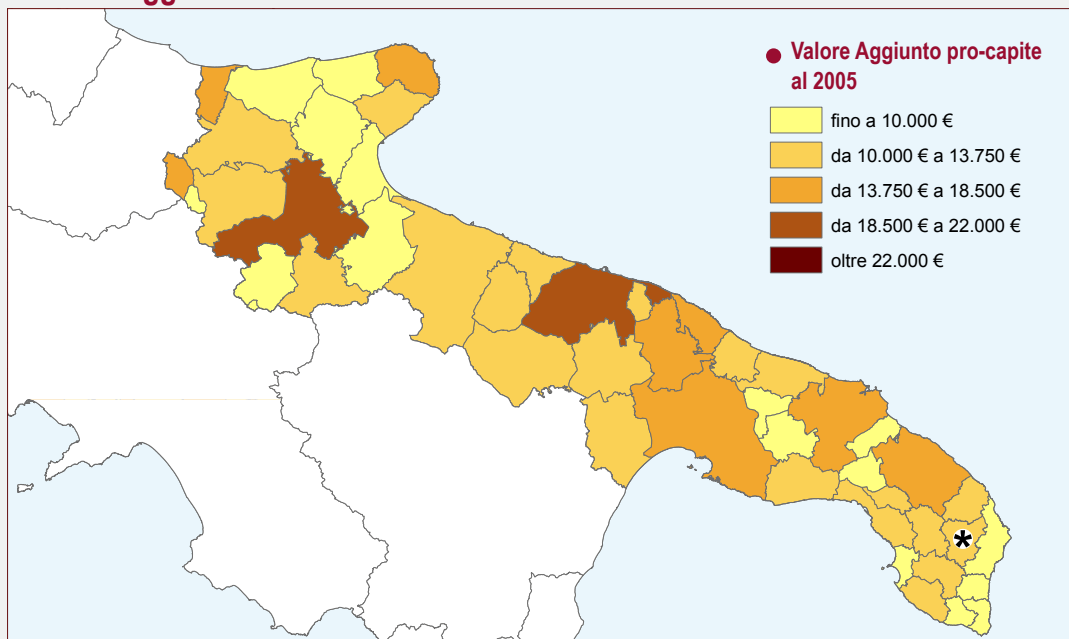 Valore Aggiunto pro-capite
al 2005
fino a 10.000 €
da 10.000 € a 13.750 €
da 13.750 € a 18.500 €
da 18.500 € a 22.000 €
oltre 22.000 €
*